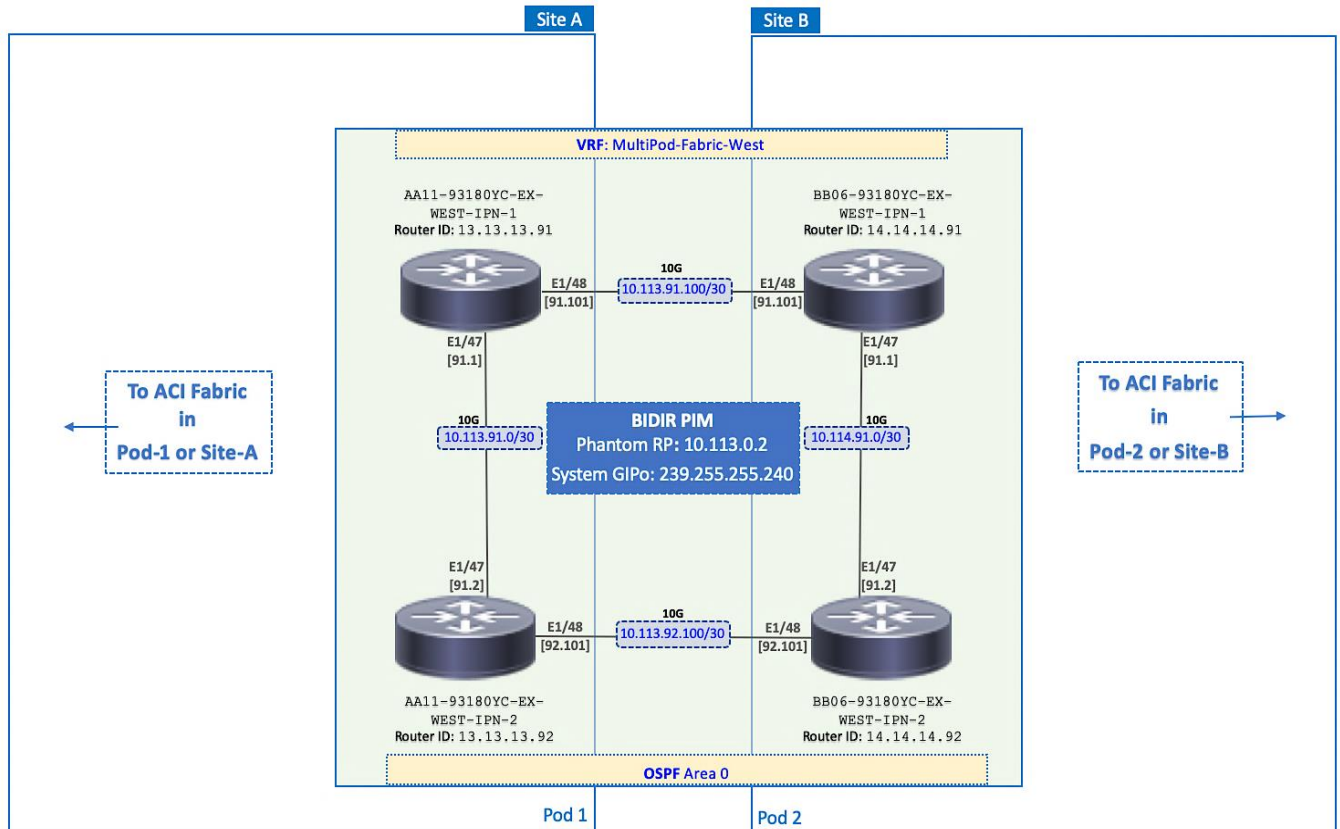 Site A
Site B
VRF: MultiPod-Fabric-West
AA11-93180YC-EX-
WEST-IPN-1
Router ID: 13.13.13.91
BB06-93180YC-EX-
WEST-IPN-1
Router ID: 14.14.14.91
10G
E1/48
10.113.91.100/30
E1/48
[91.101]
[91.101]
E1/47
[91.1]
E1/47
[91.1]
To ACI Fabric
in
Pod-1 or Site-A
10G
10.113.91.0/30
BIDIR PIM
Phantom RP: 10.113.0.2
System GIPo: 239.255.255.240
10G
10.114.91.0/30
To ACI Fabric
in
Pod-2 or Site-B
E1/47
[91.2]
E1/47
[91.2]
10G
E1/48
10.113.92.100/30
E1/48
[92.101]
[92.101]
AA11-93180YC-EX-
WEST-IPN-2
Router ID: 13.13.13.92
BB06-93180YC-EX-
WEST-IPN-2
Router ID: 14.14.14.92
OSPF Area 0
Pod 1
Pod 2